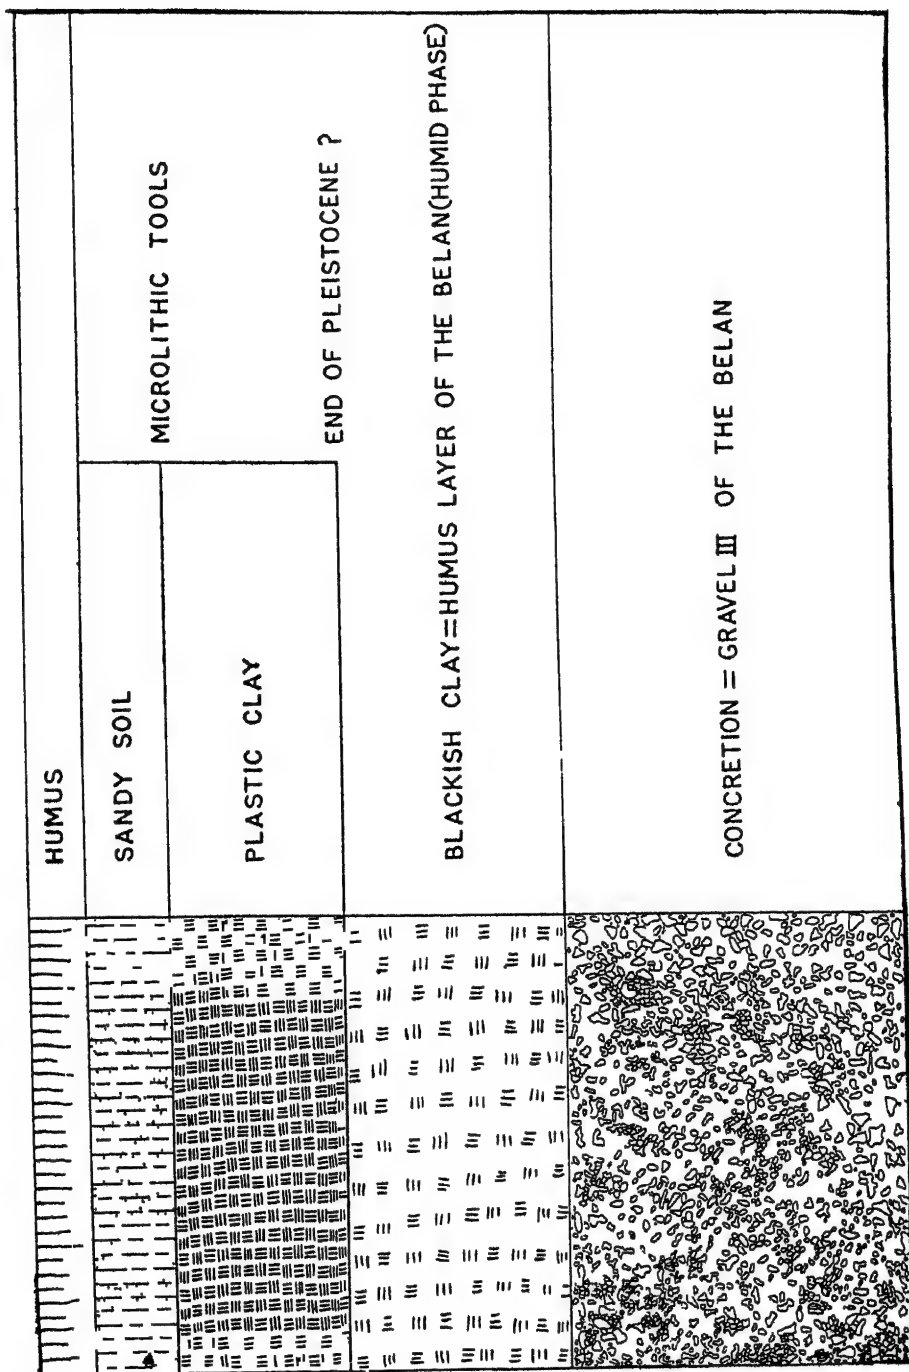 HUMUS
SANDY SOIL
MICROLITHIC TOOLS
PLASTIC CLAY
END OF PLEISTOCENE ?
BLACKISH CLAY=HUMUS LAYER OF THE BELAN(HUMID PHASE)
CONCRETION = GRAVEL III OF THE BELAN